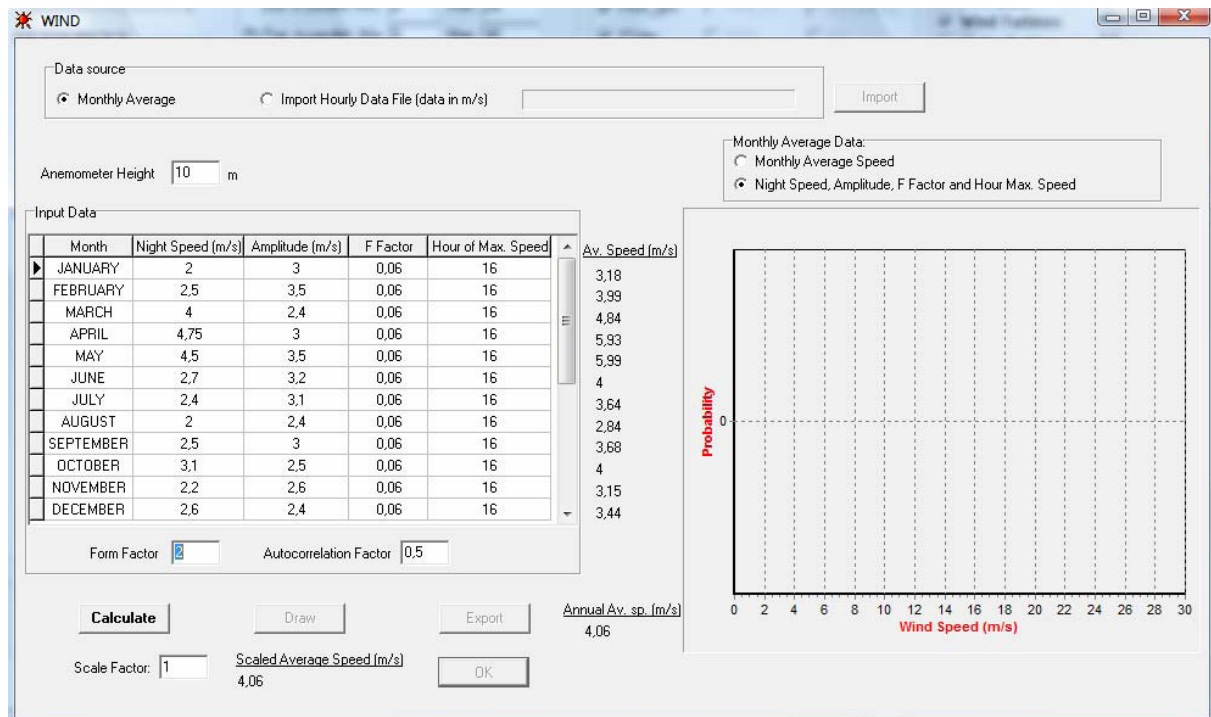 WIND
Data source
Monthly Average Import Hourly Data File (data in m/s) Import
Monthly Average Data:
Monthly Average Speed
Night Speed, Amplitude, F Factor and Hour Max. Speed
Anemometer Height 10 m
Input Data
Month Night Speed (m/s) Amplitude (m/s) F Factor Hour of Max. Speed Av. Speed (m/s)
JANUARY 2 3 0,06 16 3,18
FEBRUARY 2,5 3,5 0,06 16 3,99
MARCH 4 2,4 0,06 16 4,84
APRIL 4,75 3 0,06 16 5,93
MAY 4,5 3,5 0,06 16 5,99
JUNE 2,7 3,2 0,06 16 4
JULY 2,4 3,1 0,06 16 3,64
AUGUST 2 2,4 0,06 16 2,84
SEPTEMBER 2,5 3 0,06 16 3,68
OCTOBER 3,1 2,5 0,06 16 4
NOVEMBER 2,2 2,6 0,06 16 3,15
DECEMBER 2,6 2,4 0,06 16 3,44
Form Factor 2 Autocorrelation Factor 0,5
Calculate Draw Export Annual Av. sp. (m/s)
4,06
Scale Factor: 1 Scaled Average Speed (m/s) OK
4,06
Probability
0
0 2 4 6 8 10 12 14 16 18 20 22 24 26 28 30
Wind Speed (m/s)